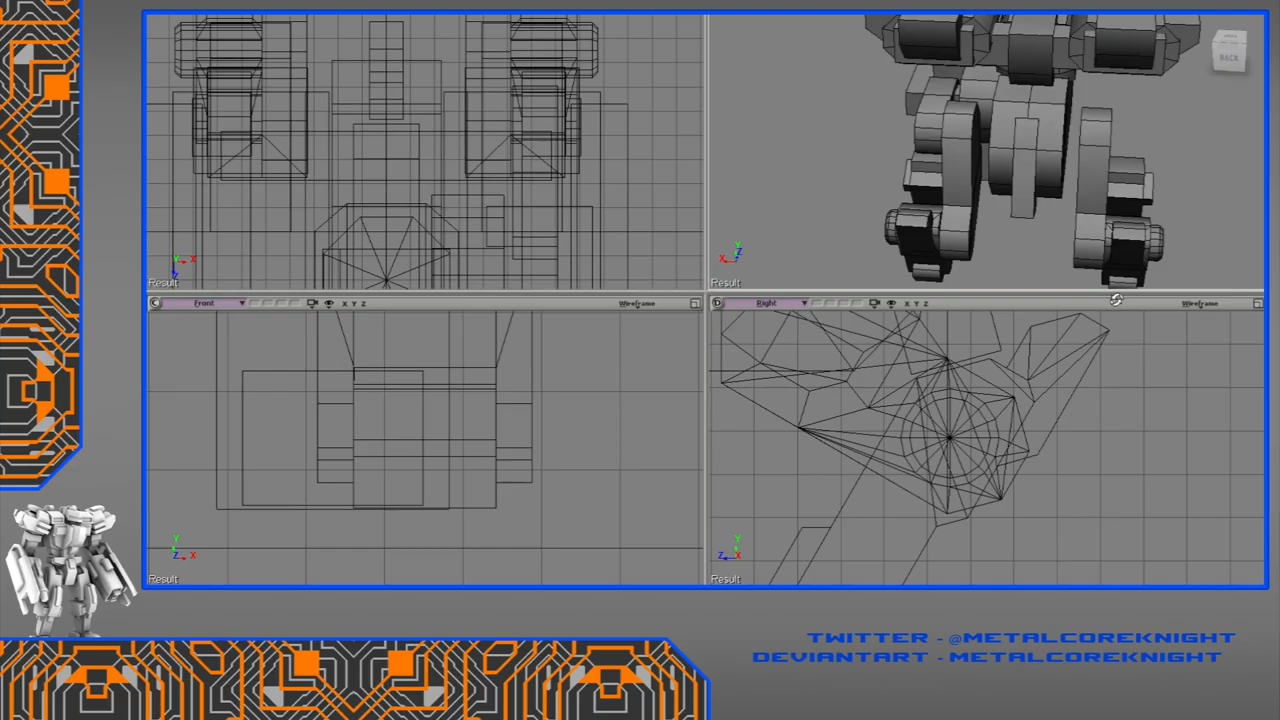 BACK
X
Y
Z
Result
Y
X
Z
Result
C Front X Y Z Wireframe
D Right X Y Z Wireframe
Y
Z X
Result
Y
Z X
Result
TWITTER - @METALCOREKNIGHT
DEVIANTART - METALCOREKNIGHT